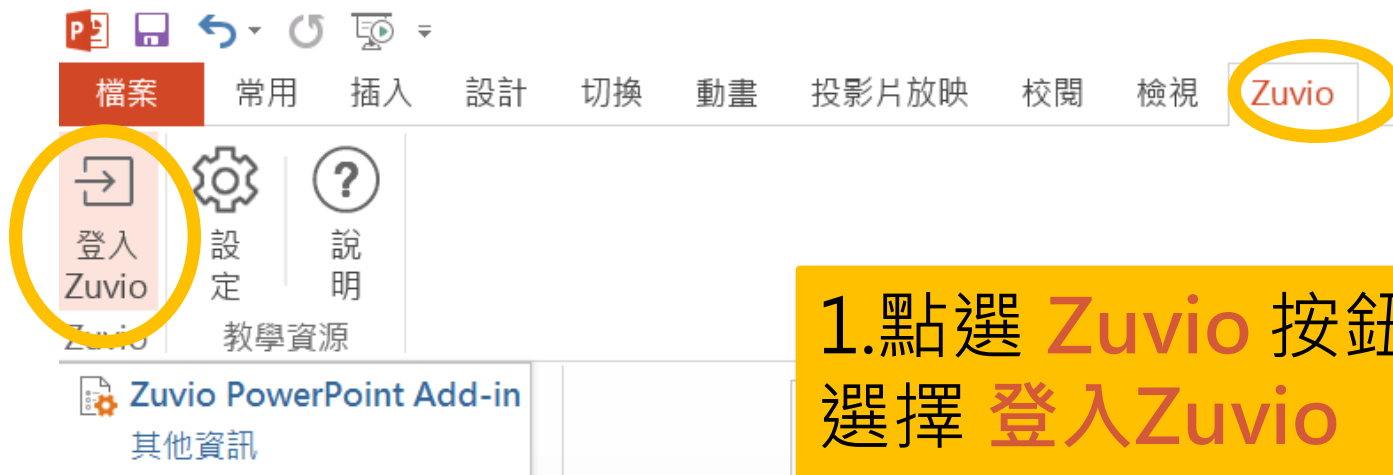 檔案 常用 插入 設計 切換 動畫 投影片放映 校閱 檢視 Zuvio
登入
Zuvio
設
定
說
明
Zuvio
教學資源
Zuvio PowerPoint Add-in
其他資訊
1.點選 Zuvio 按鈕
選擇 登入Zuvio